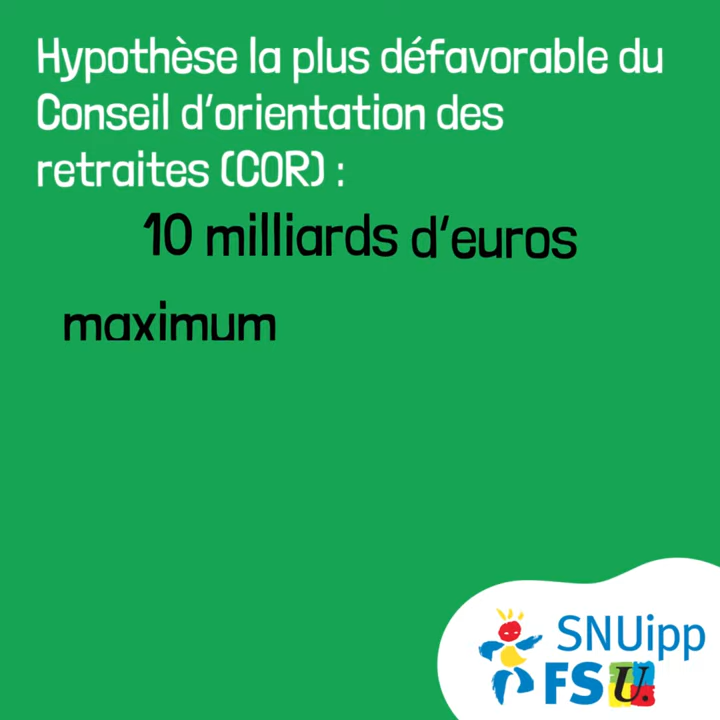 Hypothèse la plus défavorable du
Conseil d'orientation des
retraites (COR) :
10 milliards d'euros
maximum
SNUipp
FSU.